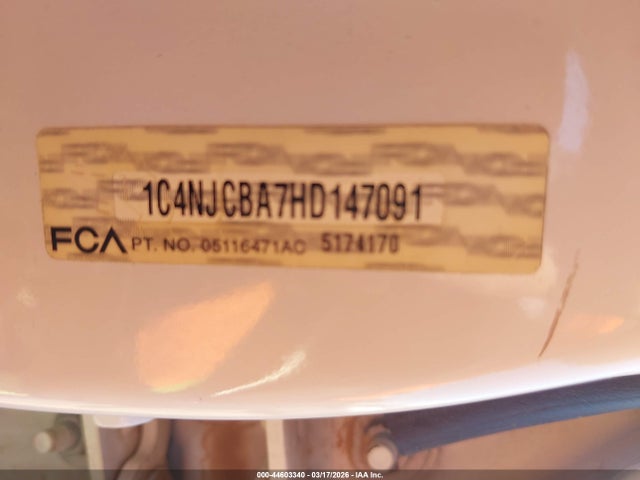 1C4NJCBA7HD147091
FCA PT. NO. 05116471AC 5174170
000-44603340 - 03/17/2026 - IAA Inc.